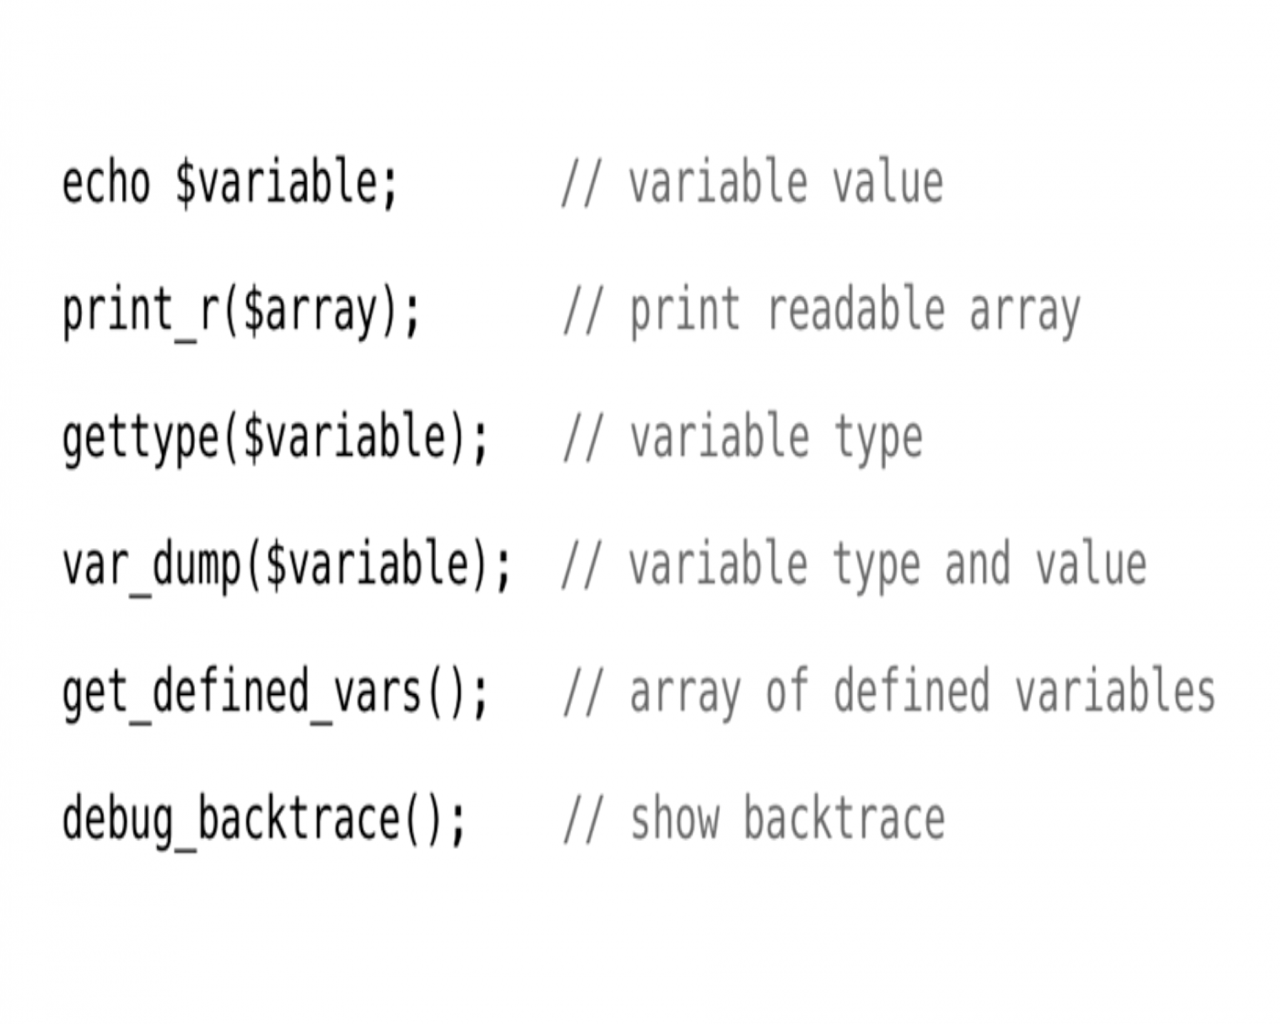 echo $variable;       // variable value
print_r($array);      // print readable array
gettype($variable);   // variable type
var_dump($variable);  // variable type and value
get_defined_vars();   // array of defined variables
debug_backtrace();    // show backtrace